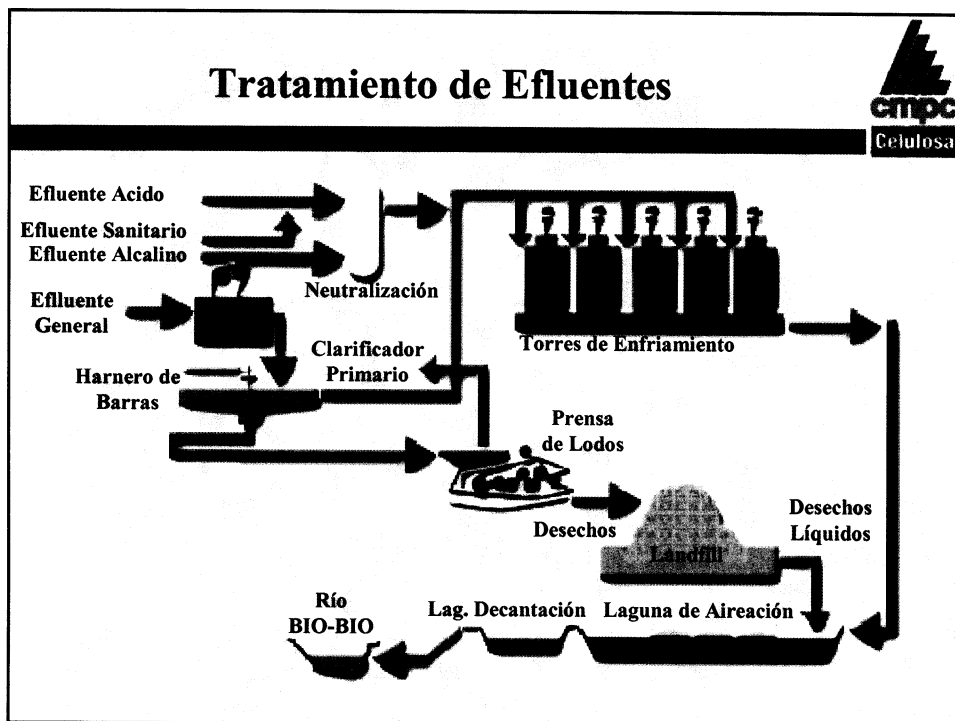 Tratamiento de Efluentes
cmpc
Celulosa
Efluente Acido
Efluente Sanitario
Efluente Alcalino
Neutralización
Eflluente
General
Torres de Enfriamiento
Clarificador
Primario
Harnero de
Barras
Prensa
de Lodos
Desechos
Landfill
Desechos
Líquidos
Río
BIO-BIO
Lag. Decantación
Laguna de Aireación